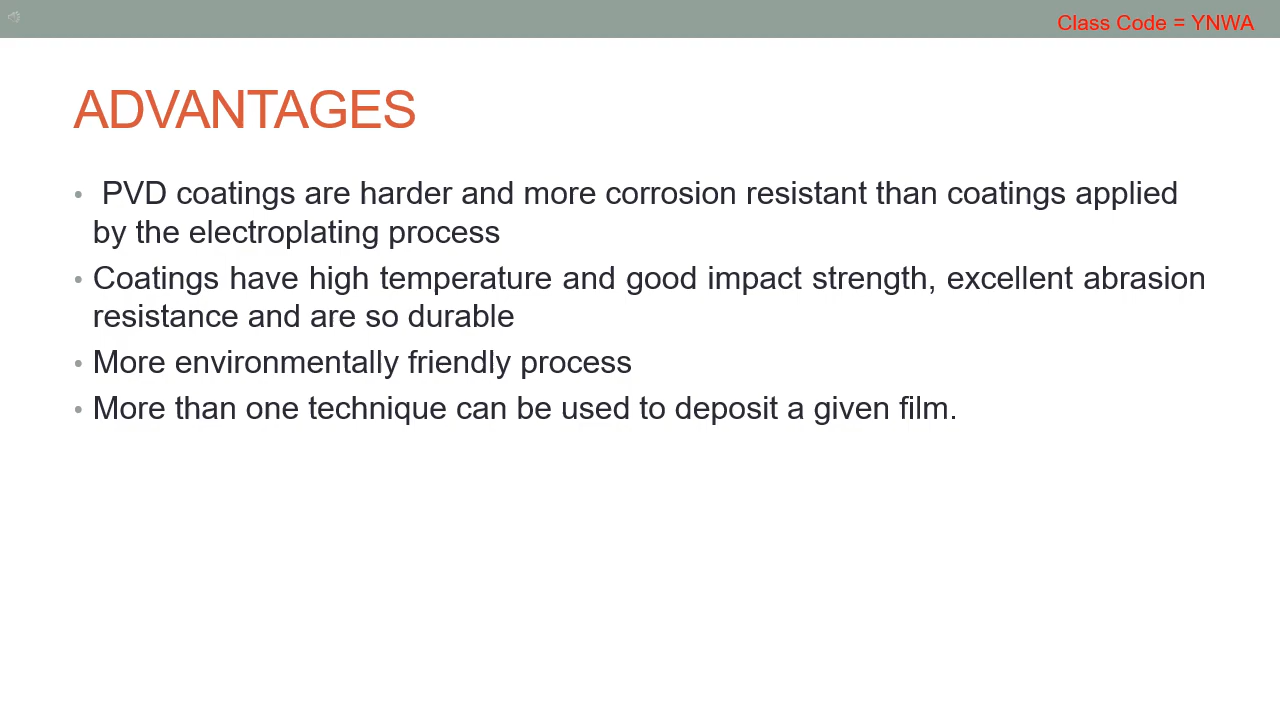 Class Code = YNWA
ADVANTAGES
• PVD coatings are harder and more corrosion resistant than coatings applied
by the electroplating process
• Coatings have high temperature and good impact strength, excellent abrasion
resistance and are so durable
• More environmentally friendly process
• More than one technique can be used to deposit a given film.